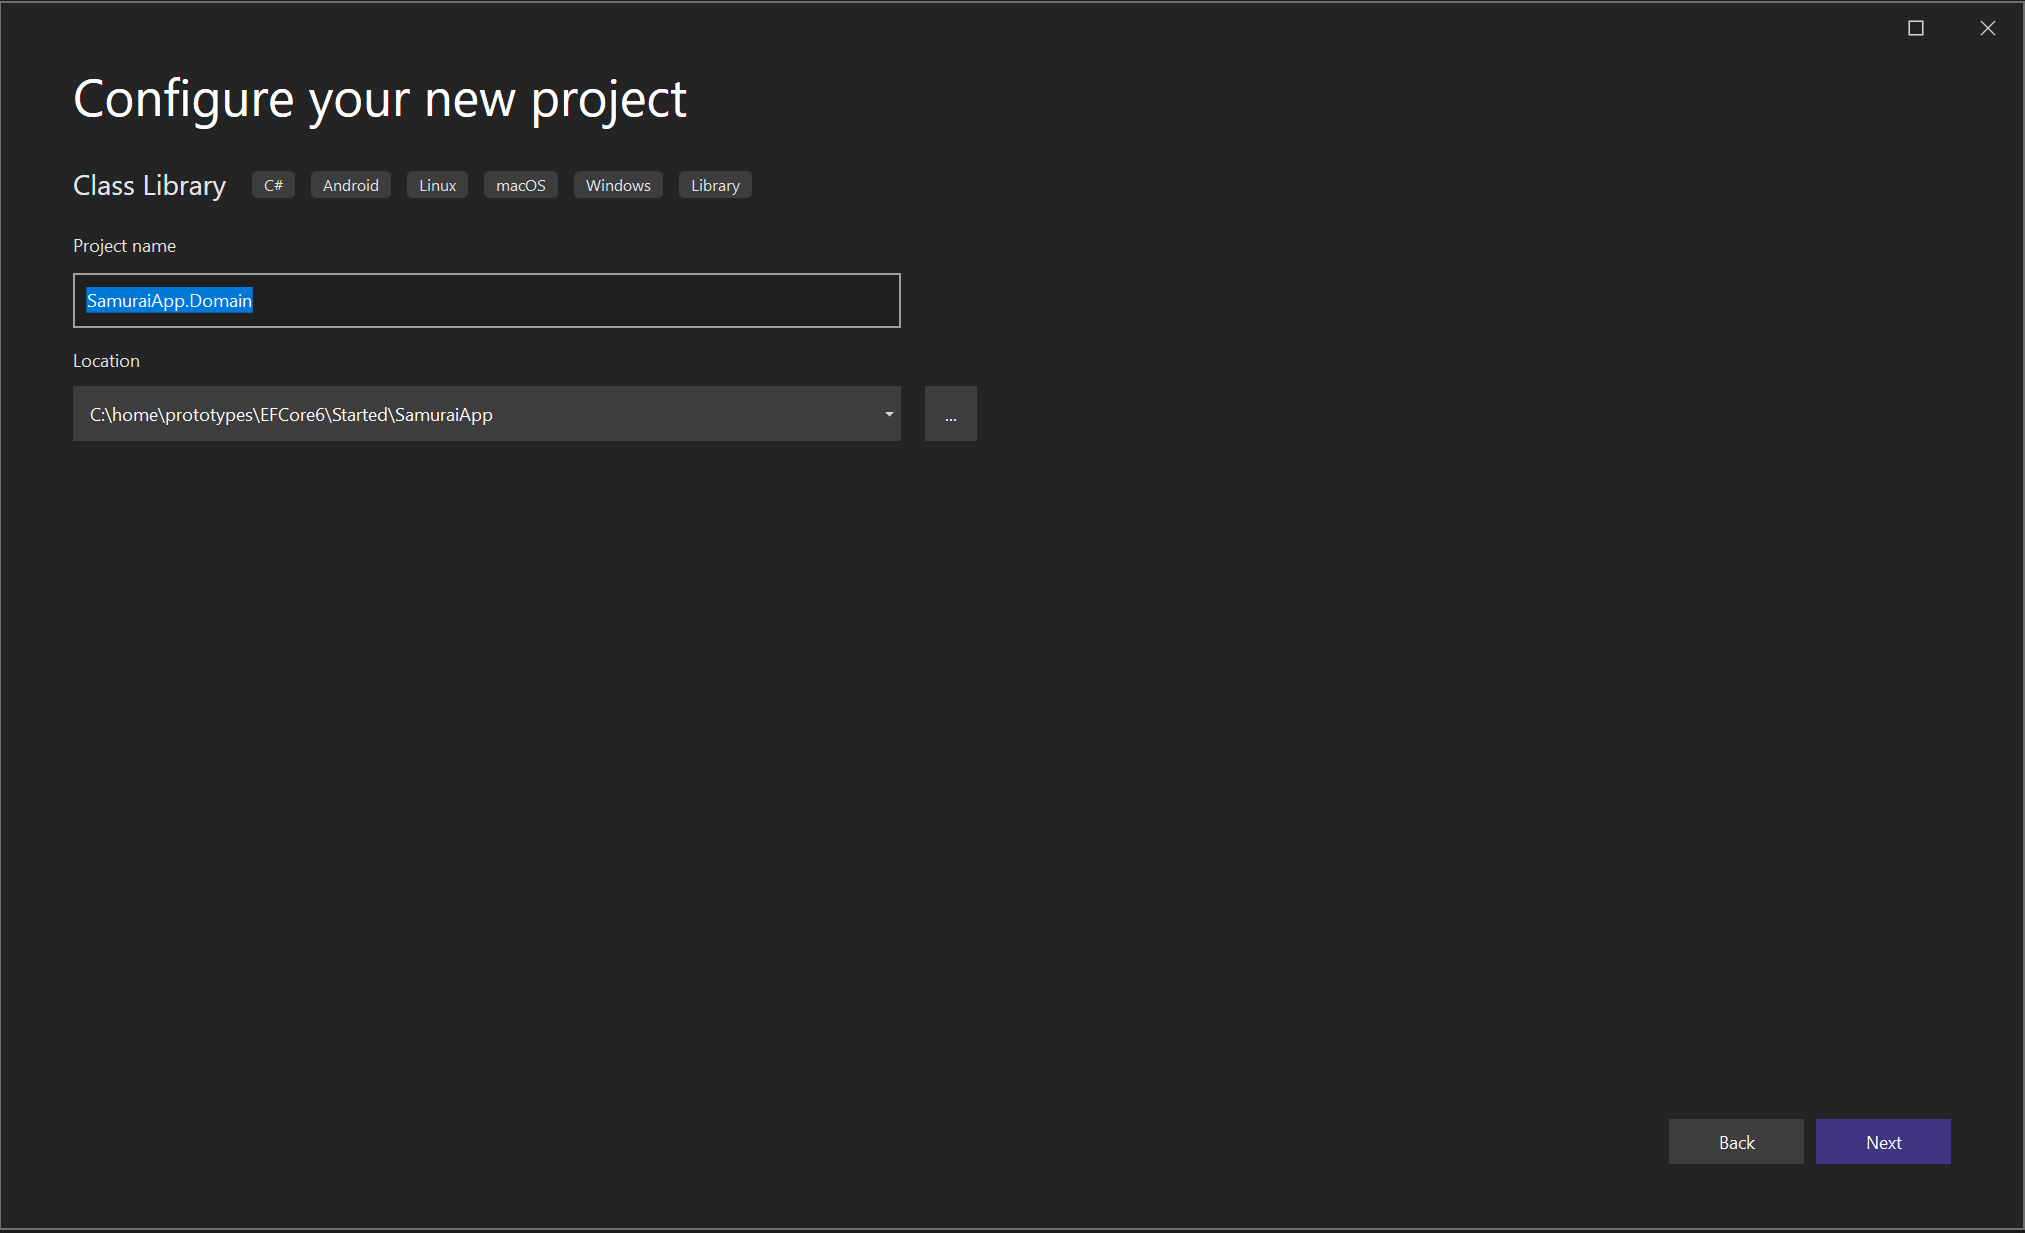 Configure your new project
Class Library C# Android Linux macOS Windows Library
Project name
SamuraiApp.Domain
Location
C:\home\prototypes\EFCore6\Started\SamuraiApp ...
Back Next